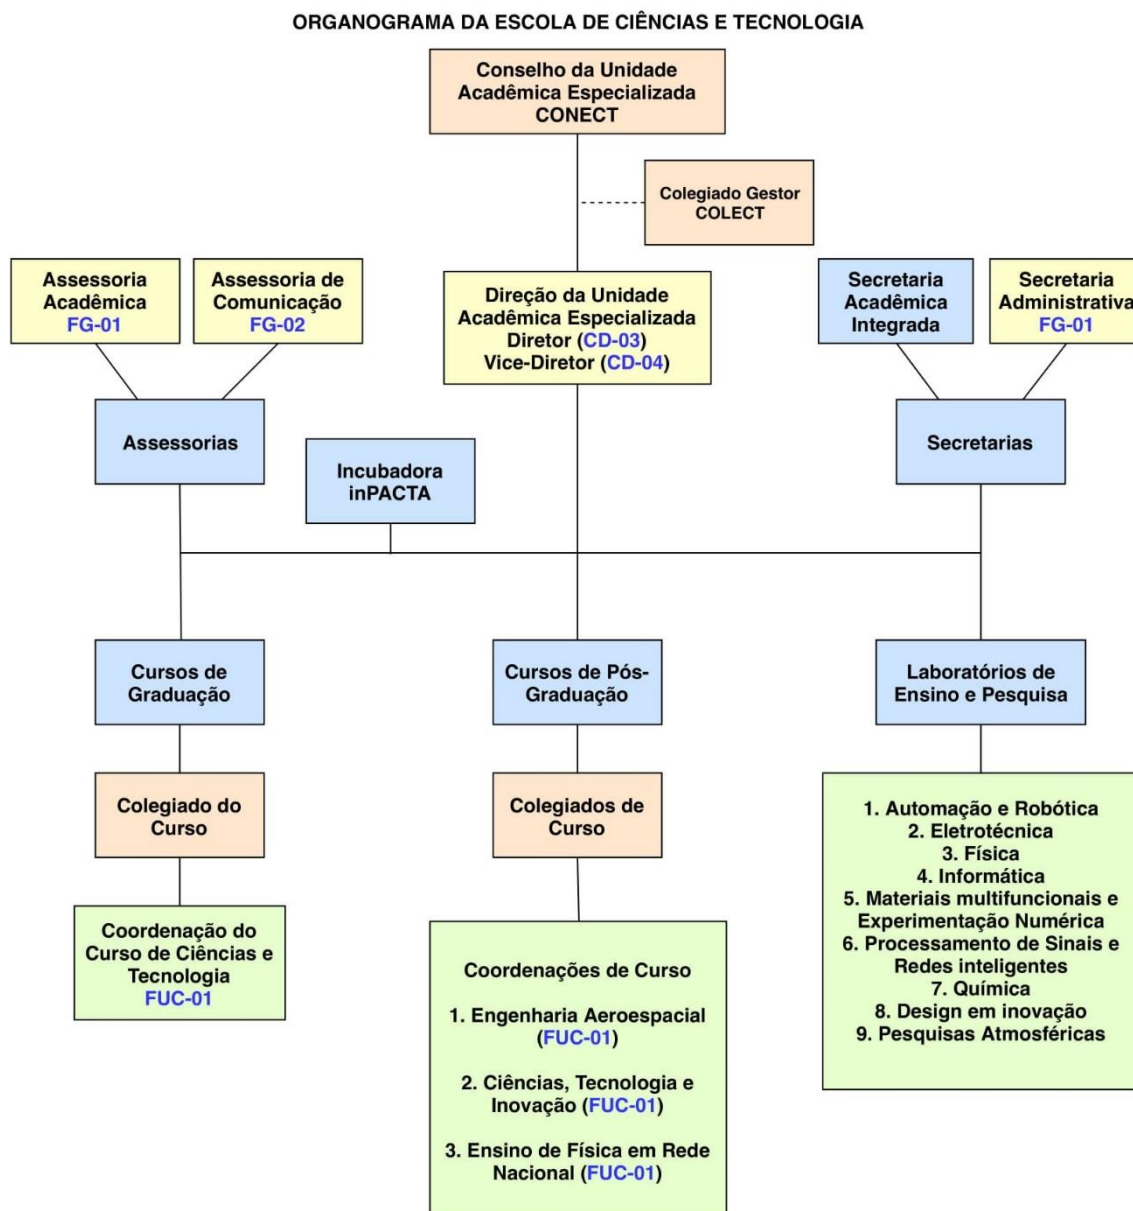 ORGANOGRAMA DA ESCOLA DE CIÊNCIAS E TECNOLOGIA
Conselho da Unidade
Acadêmica Especializada
CONECT
Colegiado Gestor
COLECT
Assessoria
Acadêmica
FG-01
Assessoria de
Comunicação
FG-02
Direção da Unidade
Acadêmica Especializada
Diretor (CD-03)
Vice-Diretor (CD-04)
Secretaria
Acadêmica
Integrada
Secretaria
Administrativa
FG-01
Assessorias
Incubadora
inPACTA
Secretarias
Cursos de
Graduação
Cursos de Pós-
Graduação
Laboratórios de
Ensino e Pesquisa
Colegiado do
Curso
Colegiados de
Curso
Coordenação do
Curso de Ciências e
Tecnologia
FUC-01
Coordenações de Curso
1. Engenharia Aeroespacial
(FUC-01)
2. Ciências, Tecnologia e
Inovação (FUC-01)
3. Ensino de Física em Rede
Nacional (FUC-01)
1. Automação e Robótica
2. Eletrotécnica
3. Física
4. Informática
5. Materiais multifuncionais e
Experimentação Numérica
6. Processamento de Sinais e
Redes inteligentes
7. Química
8. Design em inovação
9. Pesquisas Atmosféricas